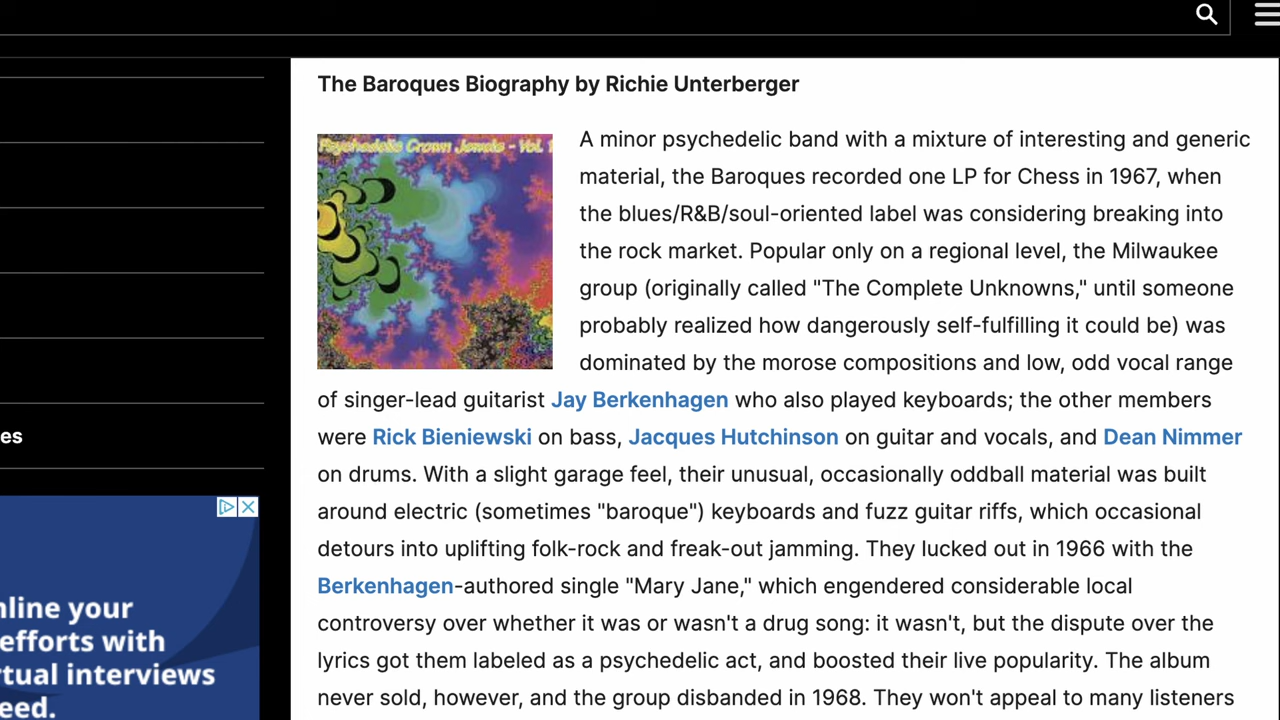 The Baroques Biography by Richie Unterberger
Psychedelic Crown Jewels - Vol. 1
A minor psychedelic band with a mixture of interesting and generic
material, the Baroques recorded one LP for Chess in 1967, when
the blues/R&B/soul-oriented label was considering breaking into
the rock market. Popular only on a regional level, the Milwaukee
group (originally called "The Complete Unknowns," until someone
probably realized how dangerously self-fulfilling it could be) was
dominated by the morose compositions and low, odd vocal range
of singer-lead guitarist Jay Berkenhagen who also played keyboards; the other members
were Rick Bieniewski on bass, Jacques Hutchinson on guitar and vocals, and Dean Nimmer
on drums. With a slight garage feel, their unusual, occasionally oddball material was built
around electric (sometimes "baroque") keyboards and fuzz guitar riffs, which occasional
detours into uplifting folk-rock and freak-out jamming. They lucked out in 1966 with the
Berkenhagen-authored single "Mary Jane," which engendered considerable local
controversy over whether it was or wasn't a drug song: it wasn't, but the dispute over the
lyrics got them labeled as a psychedelic act, and boosted their live popularity. The album
never sold, however, and the group disbanded in 1968. They won't appeal to many listeners
es
nline your
efforts with
rtual interviews
eed.